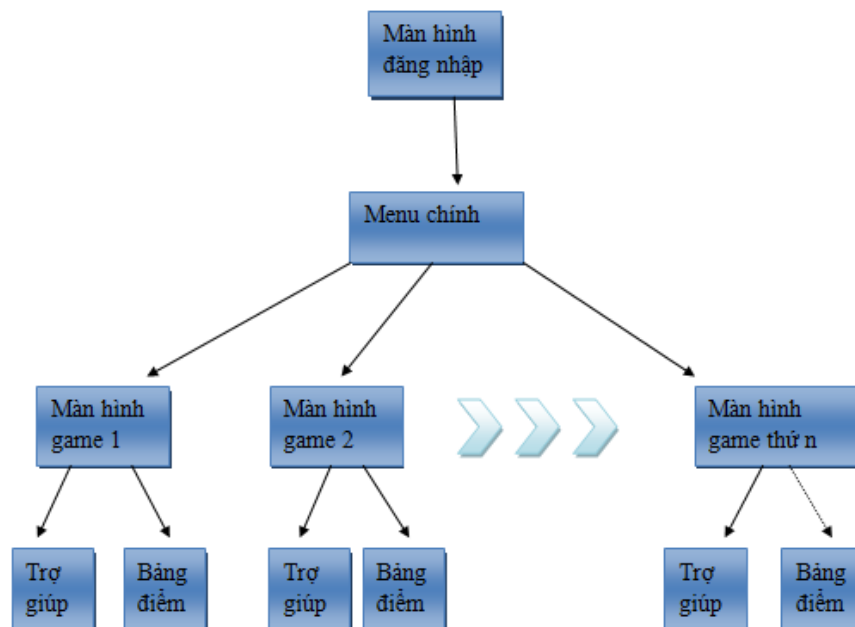 Màn hình
đăng nhập
Menu chính
Màn hình
game 1
Màn hình
game 2
Màn hình
game thứ n
Trợ
giúp
Bảng
điểm
Trợ
giúp
Bảng
điểm
Trợ
giúp
Bảng
điểm